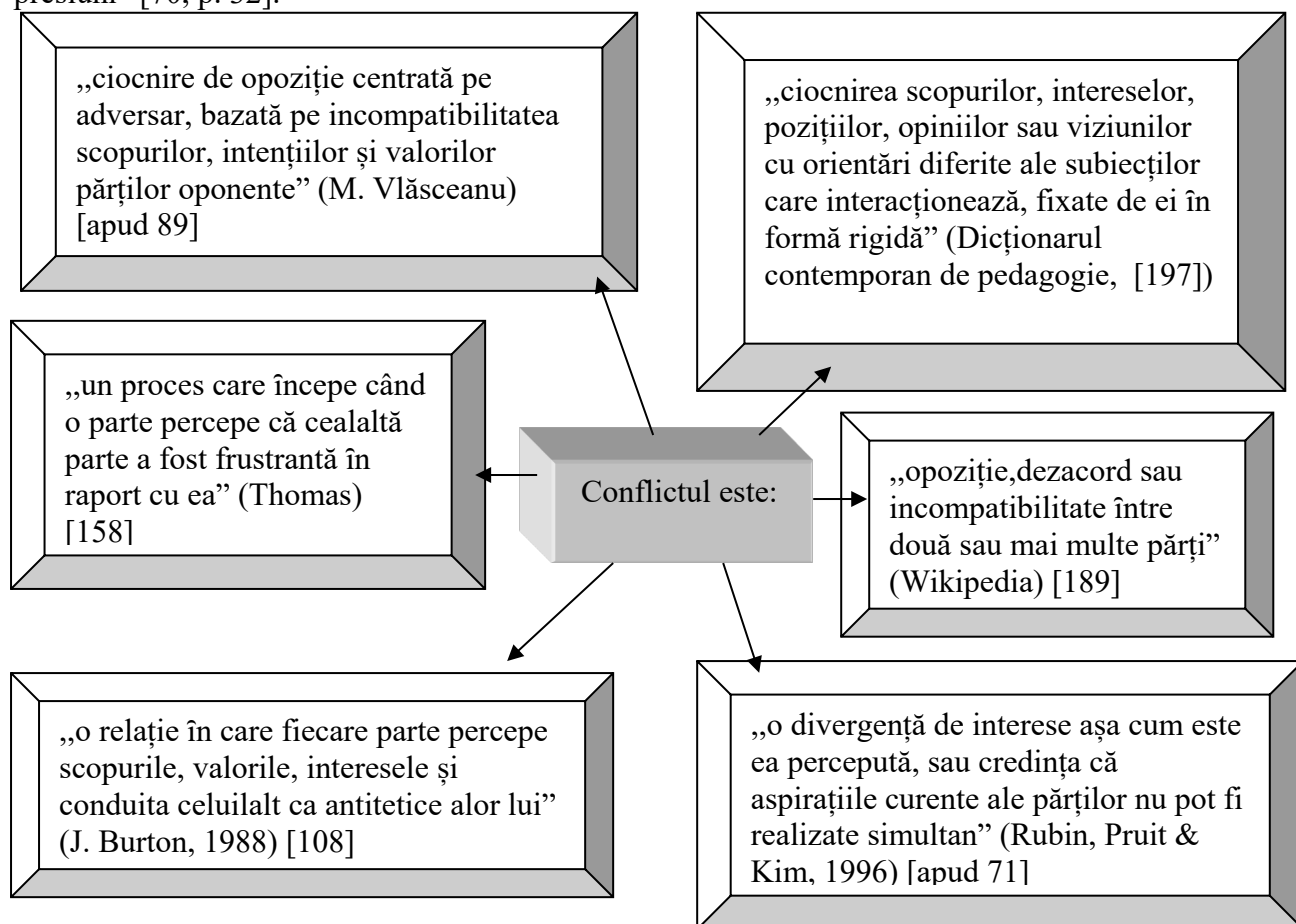 presiuni” [70, p. 32].
„ciocnire de opoziție centrată pe
adversar, bazată pe incompatibilitatea
scopurilor, intențiilor și valorilor
părților oponente” (M. Vlăsceanu)
[apud 89]
„ciocnirea scopurilor, intereselor,
pozițiilor, opiniilor sau viziunilor
cu orientări diferite ale subiecților
care interacționează, fixate de ei în
formă rigidă” (Dicționarul
contemporan de pedagogie, [197])
„un proces care începe când
o parte percepe că cealaltă
parte a fost frustrantă în
raport cu ea” (Thomas)
[158]
Conflictul este:
„opoziție,dezacord sau
incompatibilitate între
două sau mai multe părți”
(Wikipedia) [189]
„o relație în care fiecare parte percepe
scopurile, valorile, interesele și
conduita celuilalt ca antitetice alor lui”
(J. Burton, 1988) [108]
„o divergență de interese așa cum este
ea percepută, sau credința că
aspirațiile curente ale părților nu pot fi
realizate simultan” (Rubin, Pruit &
Kim, 1996) [apud 71]